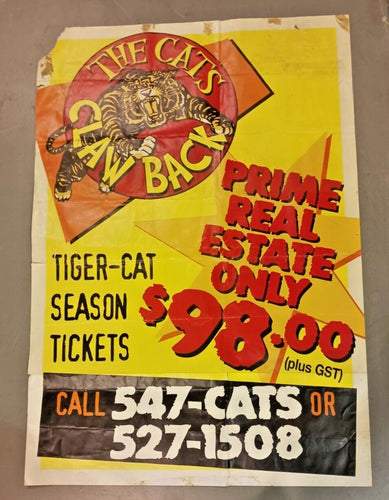 THE CATS
CLAW BACK
PRIME
REAL
ESTATE
ONLY
$98.00
(plus GST)
TIGER-CAT
SEASON
TICKETS
CALL 547-CATS OR
527-1508